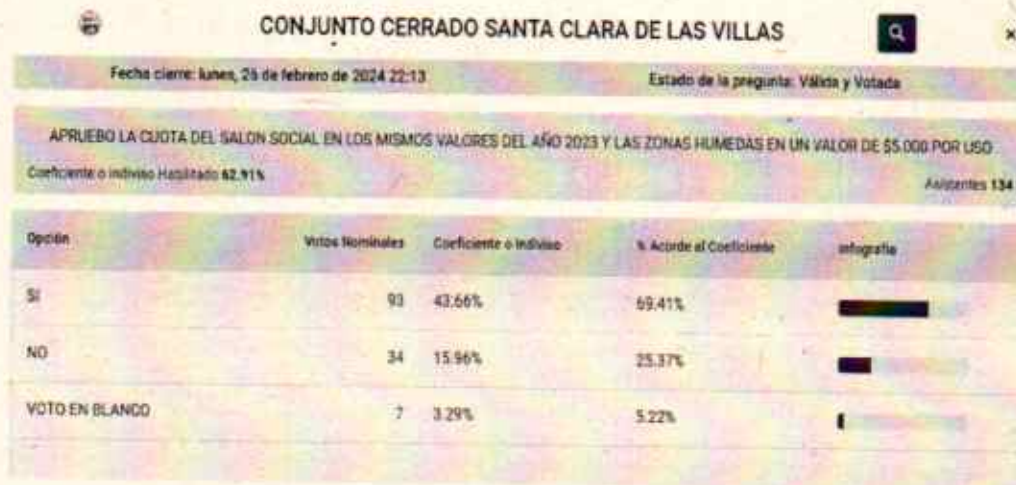 CONJUNTO CERRADO SANTA CLARA DE LAS VILLAS
Fecha cierre: lunes, 26 de febrero de 2024 22:13 Estado de la pregunta: Válida y Votada
APRUEBO LA CUOTA DEL SALON SOCIAL EN LOS MISMOS VALORES DEL AÑO 2023 Y LAS ZONAS HUMEDAS EN UN VALOR DE $5.000 POR USO
Coeficiente o indiviso Habilitado 62.91% Asistentes 134
Opción Votos Nominales Coeficiente o Indiviso % Acorde al Coeficiente Infografía
SI 93 43.66% 69.41%
NO 34 15.96% 25.37%
VOTO EN BLANCO 7 3.29% 5.22%